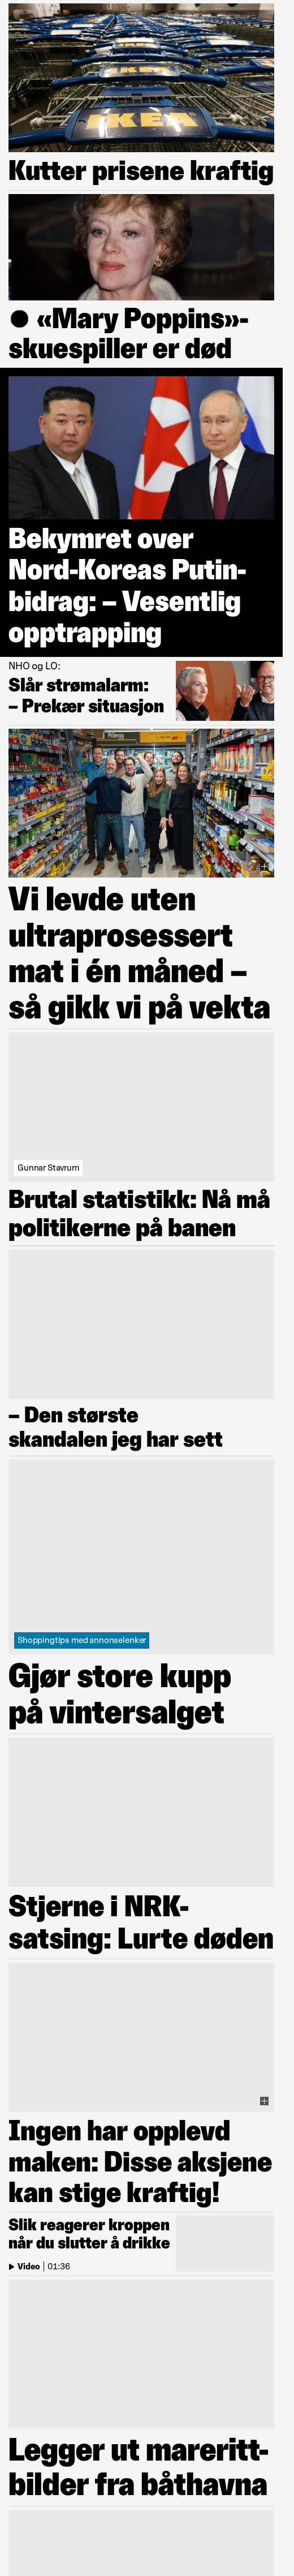 IKEA
IKEA
IKEA
Kutter prisene kraftig
«Mary Poppins»-
skuespiller er død
Bekymret over
Nord-Koreas Putin-
bidrag: – Vesentlig
opptrapping
NHO og LO:
Slår strømalarm:
– Prekær situasjon
Pålegg
Vi levde uten
ultraprosessert
mat i én måned –
så gikk vi på vekta
Gunnar Stavrum
Brutal statistikk: Nå må
politikerne på banen
– Den største
skandalen jeg har sett
Shoppingtips med annonselenker
Gjør store kupp
på vintersalget
Stjerne i NRK-
satsing: Lurte døden
Ingen har opplevd
maken: Disse aksjene
kan stige kraftig!
Slik reagerer kroppen
når du slutter å drikke
Video | 01:36
Legger ut mareritt-
bilder fra båthavna